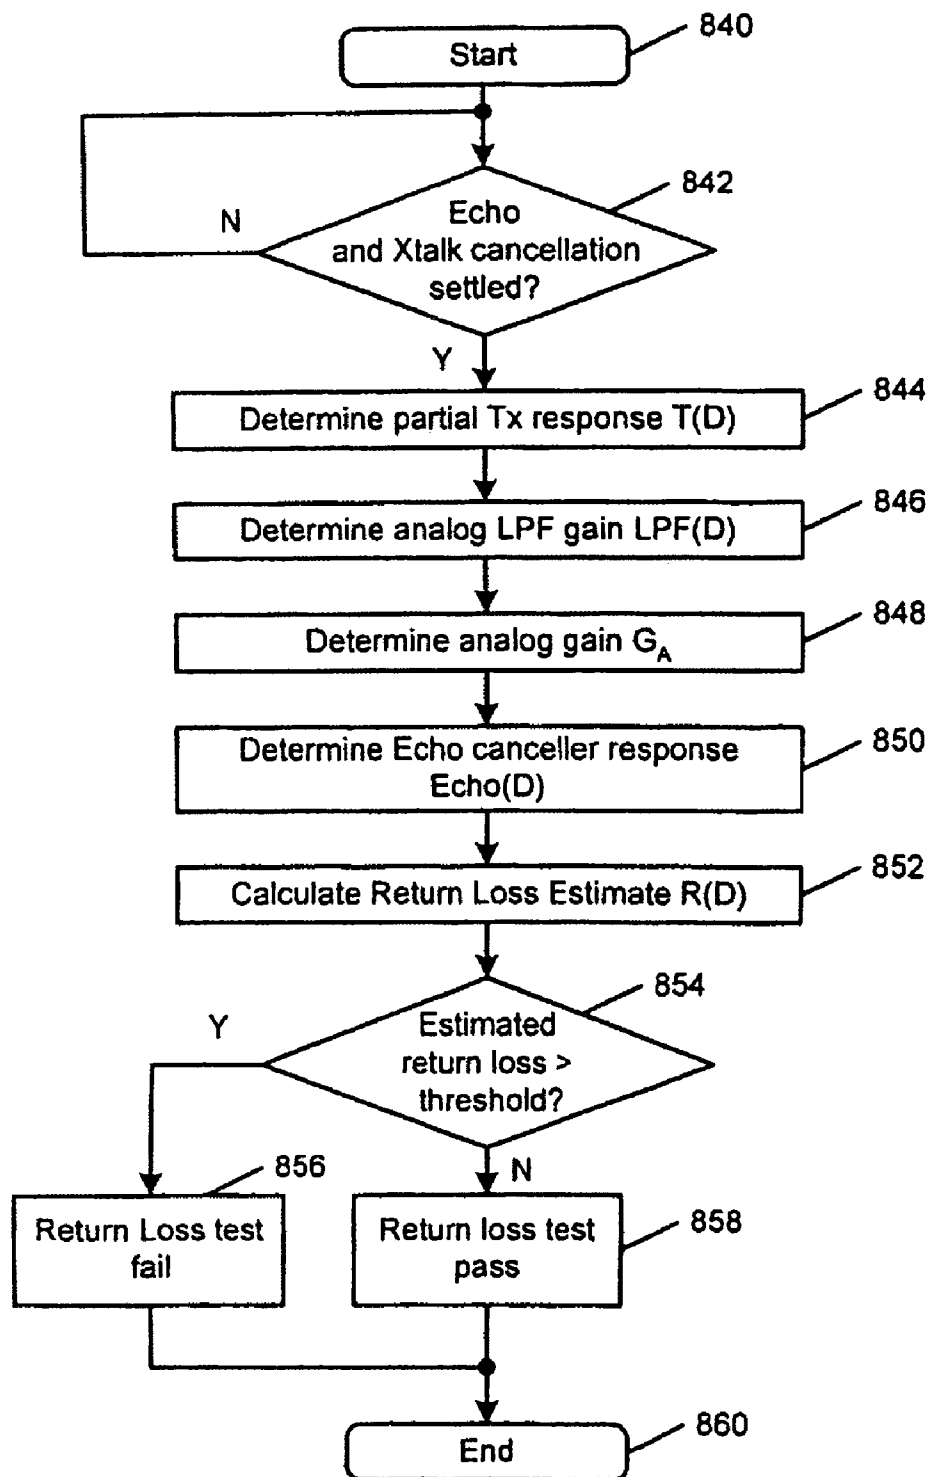 Start
840
Echo
and Xtalk cancellation
settled?
842
N
Y
Determine partial Tx response T(D)
844
Determine analog LPF gain LPF(D)
846
Determine analog gain G_A
848
Determine Echo canceller response
Echo(D)
850
Calculate Return Loss Estimate R(D)
852
Estimated
return loss >
threshold?
854
Y
N
Return Loss test
fail
856
Return loss test
pass
858
End
860